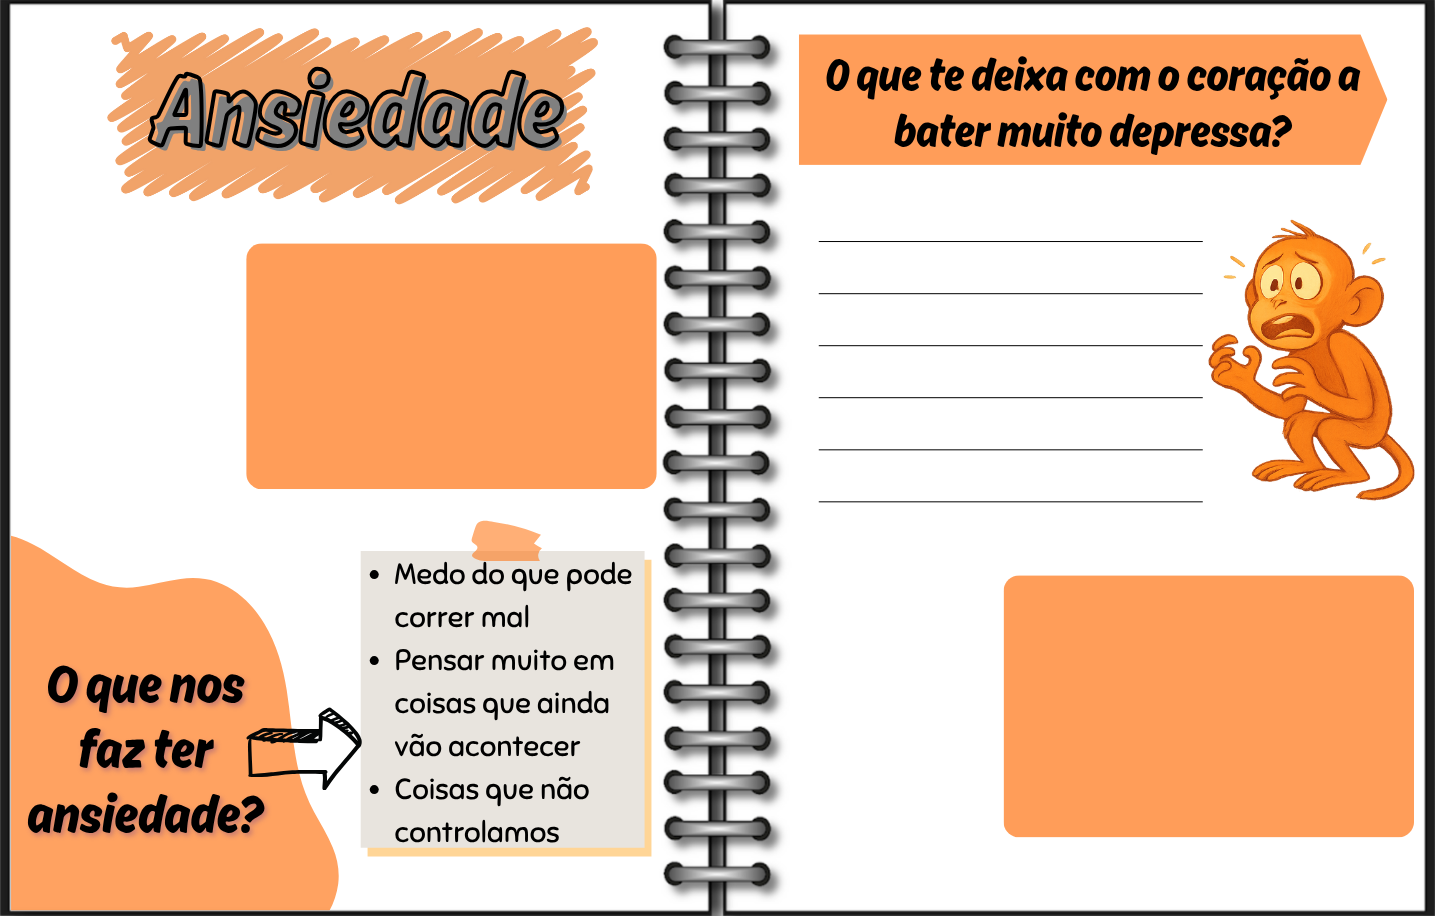 Ansiedade
O que nos
faz ter
ansiedade?
• Medo do que pode
correr mal
• Pensar muito em
coisas que ainda
vão acontecer
• Coisas que não
controlamos
O que te deixa com o coração a
bater muito depressa?